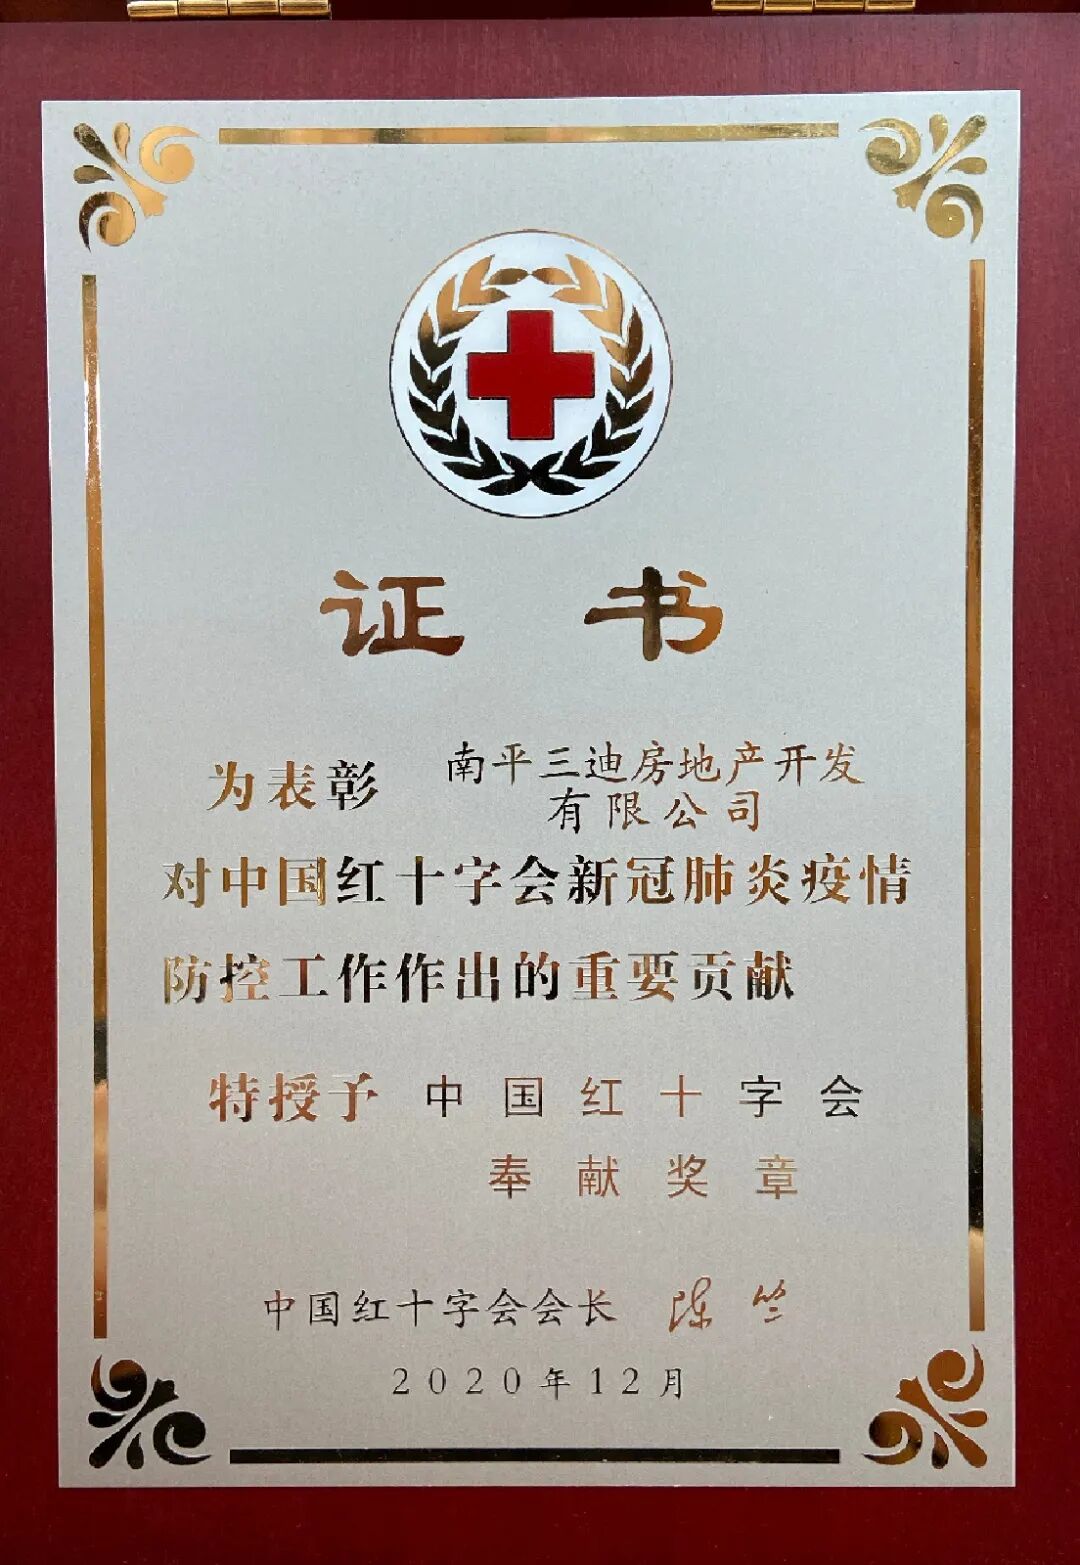 证书
为表彰 南平三迪房地产开发
有限公司
对中国红十字会新冠肺炎疫情
防控工作作出的重要贡献
特授予 中国红十字会
奉献奖章
中国红十字会会长 陈竺
2020年12月